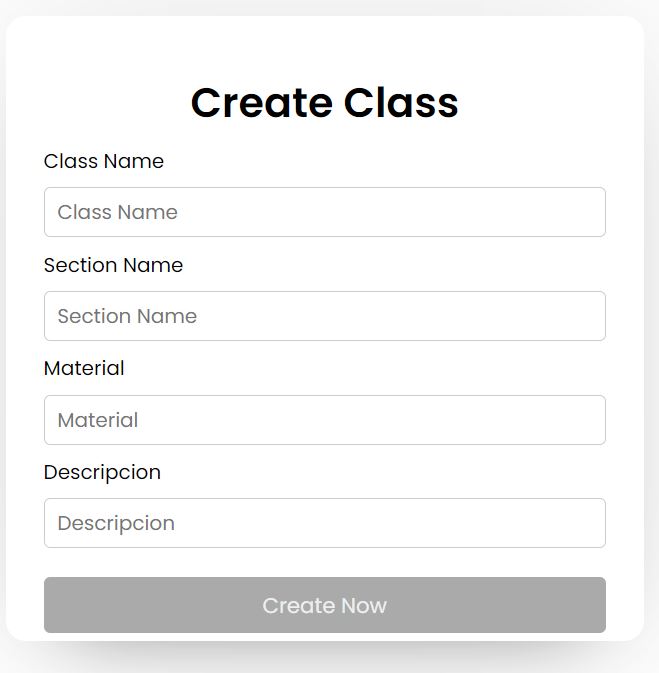 Create Class
Class Name
Class Name
Section Name
Section Name
Material
Material
Descripcion
Descripcion
Create Now